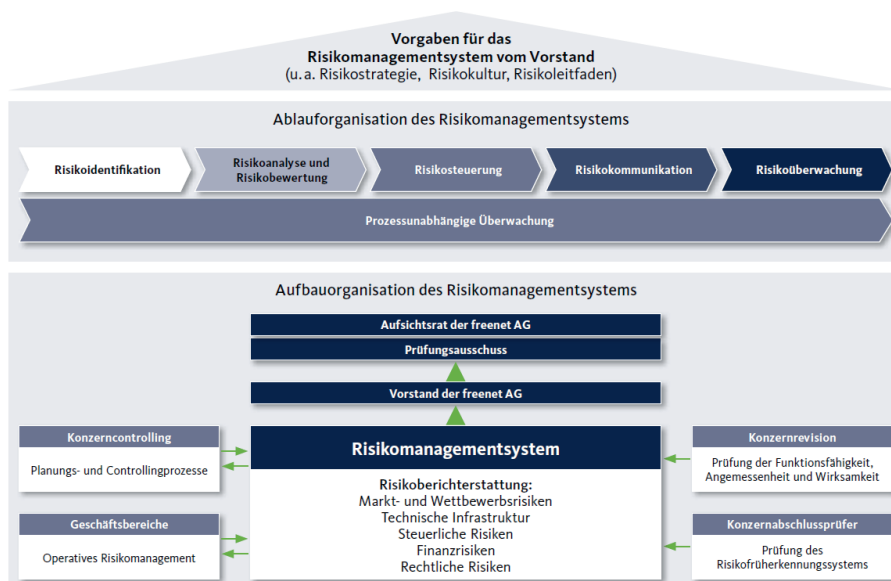 Vorgaben für das
Risikomanagementsystem vom Vorstand
(u. a. Risikostrategie, Risikokultur, Risikoleitfaden)
Ablauforganisation des Risikomanagementsystems
Risikoidentifikation
Risikoanalyse und
Risikobewertung
Risikosteuerung
Risikokommunikation
Risikoüberwachung
Prozessunabhängige Überwachung
Aufbauorganisation des Risikomanagementsystems
Aufsichtsrat der freenet AG
Prüfungsausschuss
Vorstand der freenet AG
Konzerncontrolling
Planungs- und Controllingprozesse
Geschäftsbereiche
Operatives Risikomanagement
Risikomanagementsystem
Risikoberichterstattung:
Markt- und Wettbewerbsrisiken
Technische Infrastruktur
Steuerliche Risiken
Finanzrisiken
Rechtliche Risiken
Konzernrevision
Prüfung der Funktionsfähigkeit,
Angemessenheit und Wirksamkeit
Konzernabschlussprüfer
Prüfung des
Risikofrüherkennungssystems